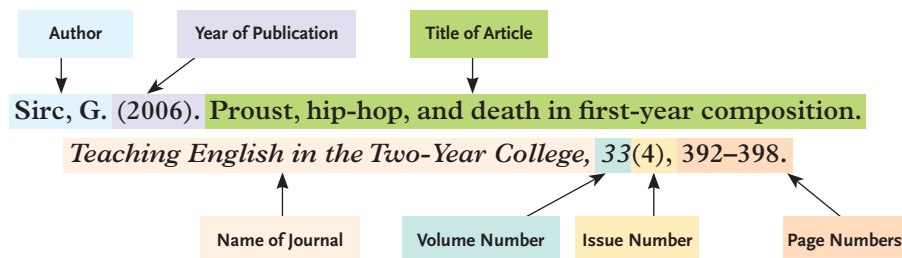 Author Year of Publication Title of Article
Sirc, G. (2006). Proust, hip-hop, and death in first-year composition.
Teaching English in the Two-Year College, 33(4), 392–398.
Name of Journal Volume Number Issue Number Page Numbers